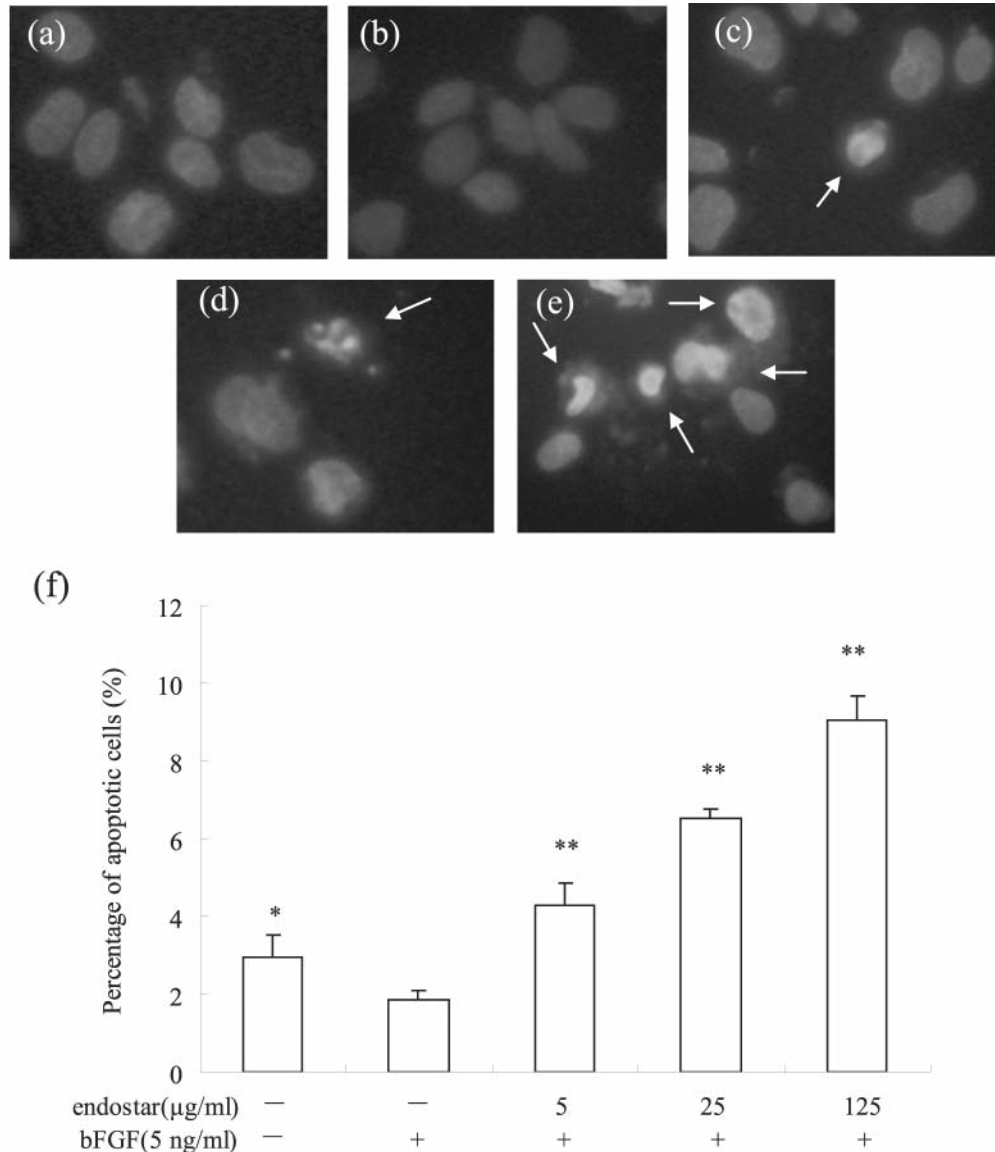 (a)
(b)
(c)
(d)
(e)
(f)
Percentage of apoptotic cells (%)
12
10
8
6
4
2
0
*
**
**
**
endostar(µg/ml) — — 5 25 125
bFGF(5 ng/ml) — + + + +